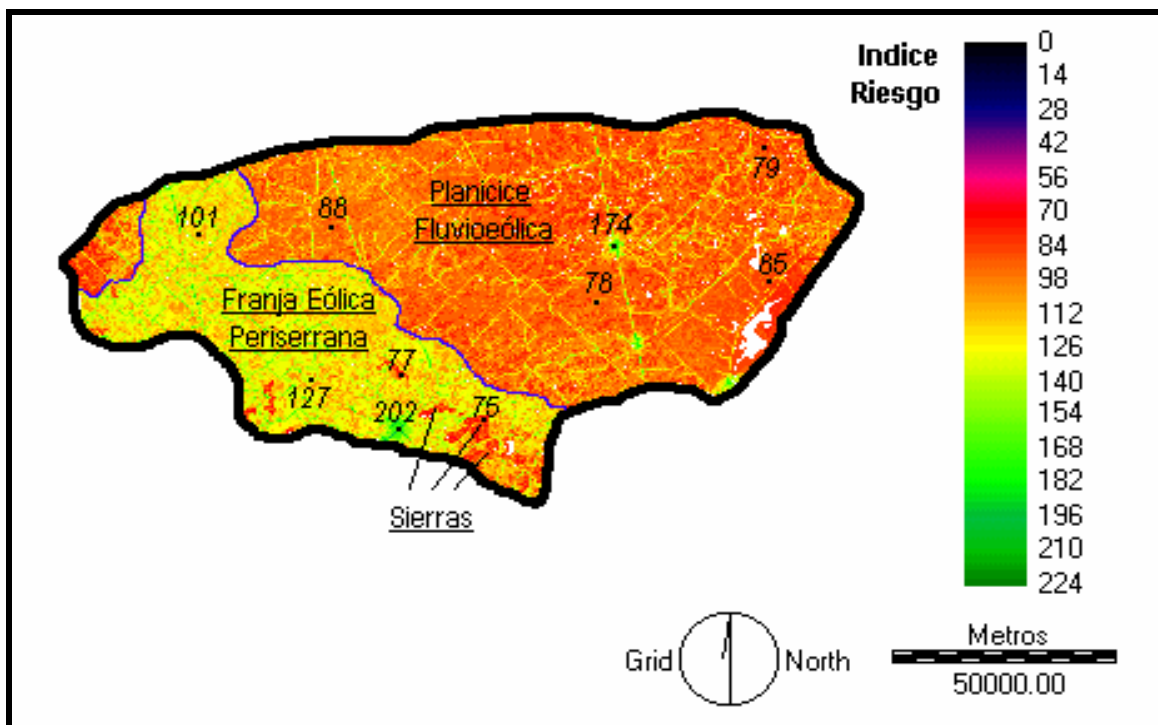 Indice
Riesgo
0
14
28
42
56
70
84
98
112
126
140
154
168
182
196
210
224
79
101
88
Planicice
Fluvioeólica
174
65
78
Franja Eólica
Periserrana
77
127
202
75
Sierras
Grid
North
Metros
50000.00